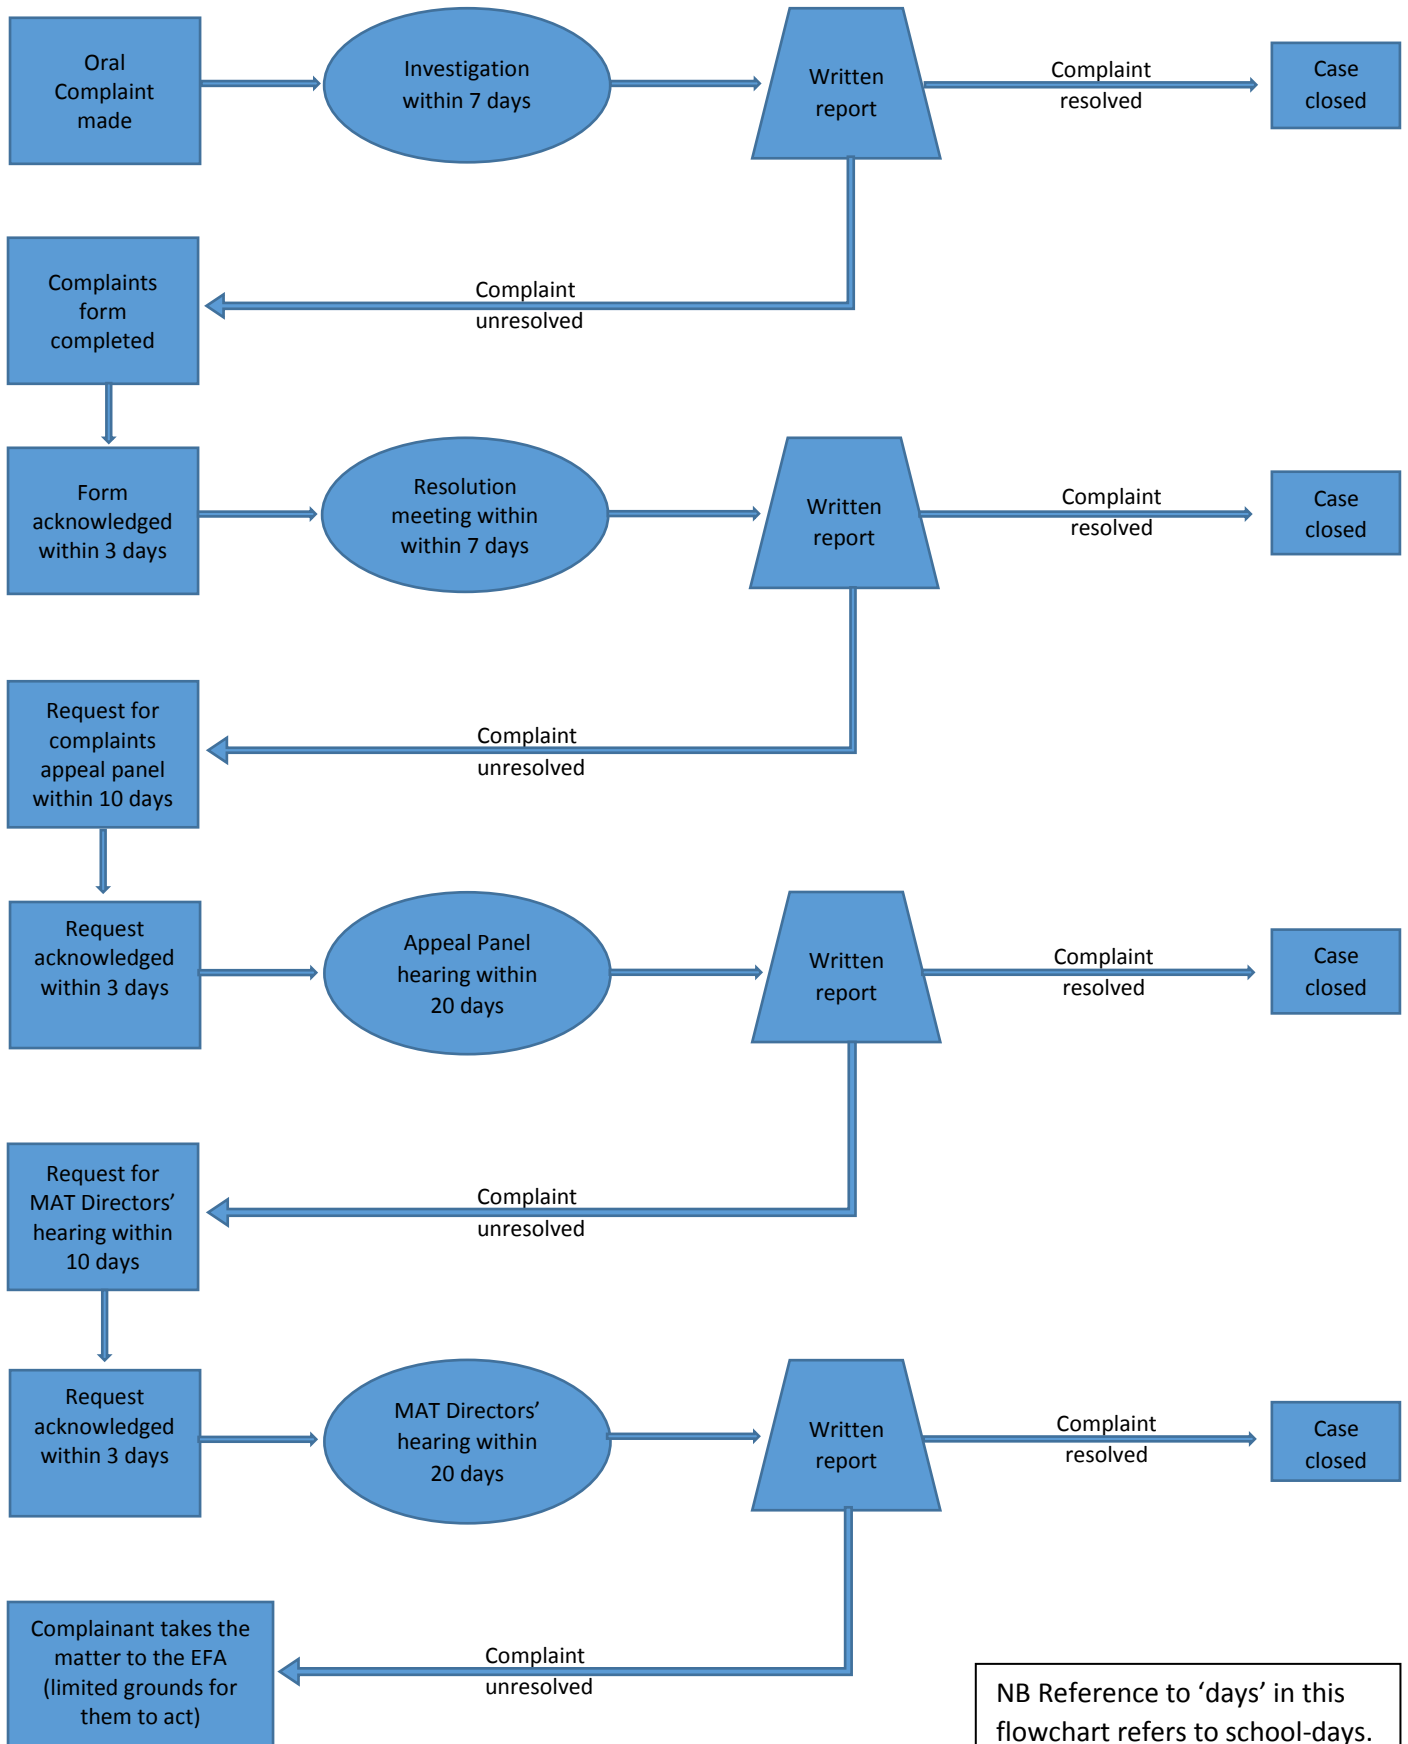 Oral
Complaint
made
Investigation
within 7 days
Written
report
Complaint
resolved
Case
closed
Complaints
form
completed
Complaint
unresolved
Form
acknowledged
within 3 days
Resolution
meeting within
within 7 days
Written
report
Complaint
resolved
Case
closed
Request for
complaints
appeal panel
within 10 days
Complaint
unresolved
Request
acknowledged
within 3 days
Appeal Panel
hearing within
20 days
Written
report
Complaint
resolved
Case
closed
Request for
MAT Directors’
hearing within
10 days
Complaint
unresolved
Request
acknowledged
within 3 days
MAT Directors’
hearing within
20 days
Written
report
Complaint
resolved
Case
closed
Complainant takes the
matter to the EFA
(limited grounds for
them to act)
Complaint
unresolved
NB Reference to ‘days’ in this
flowchart refers to school-days.